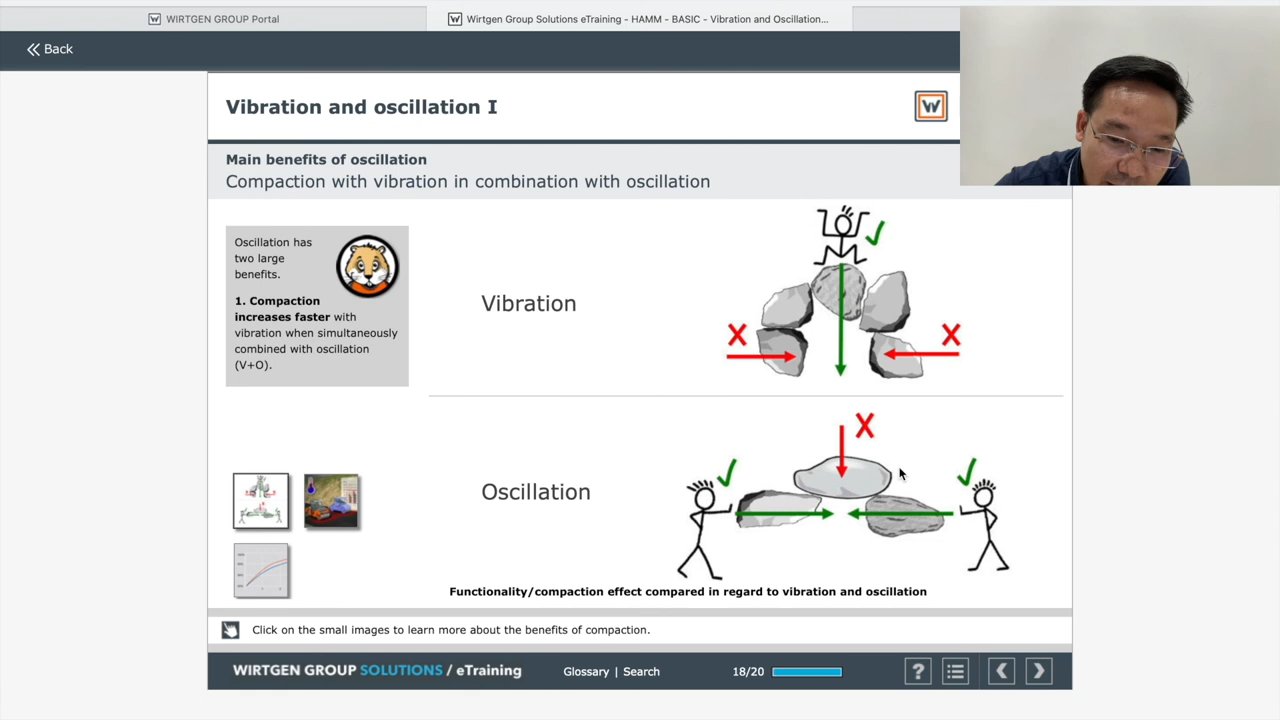 WIRTGEN GROUP Portal
Wirtgen Group Solutions eTraining - HAMM - BASIC - Vibration and Oscillation...
Back
Vibration and oscillation I
W
Main benefits of oscillation
Compaction with vibration in combination with oscillation
Oscillation has
two large
benefits.
1. Compaction
increases faster with
vibration when simultaneously
combined with oscillation
(V+O).
Vibration
X
X
Oscillation
X
Functionality/compaction effect compared in regard to vibration and oscillation
Click on the small images to learn more about the benefits of compaction.
WIRTGEN GROUP SOLUTIONS / eTraining
Glossary | Search
18/20
?